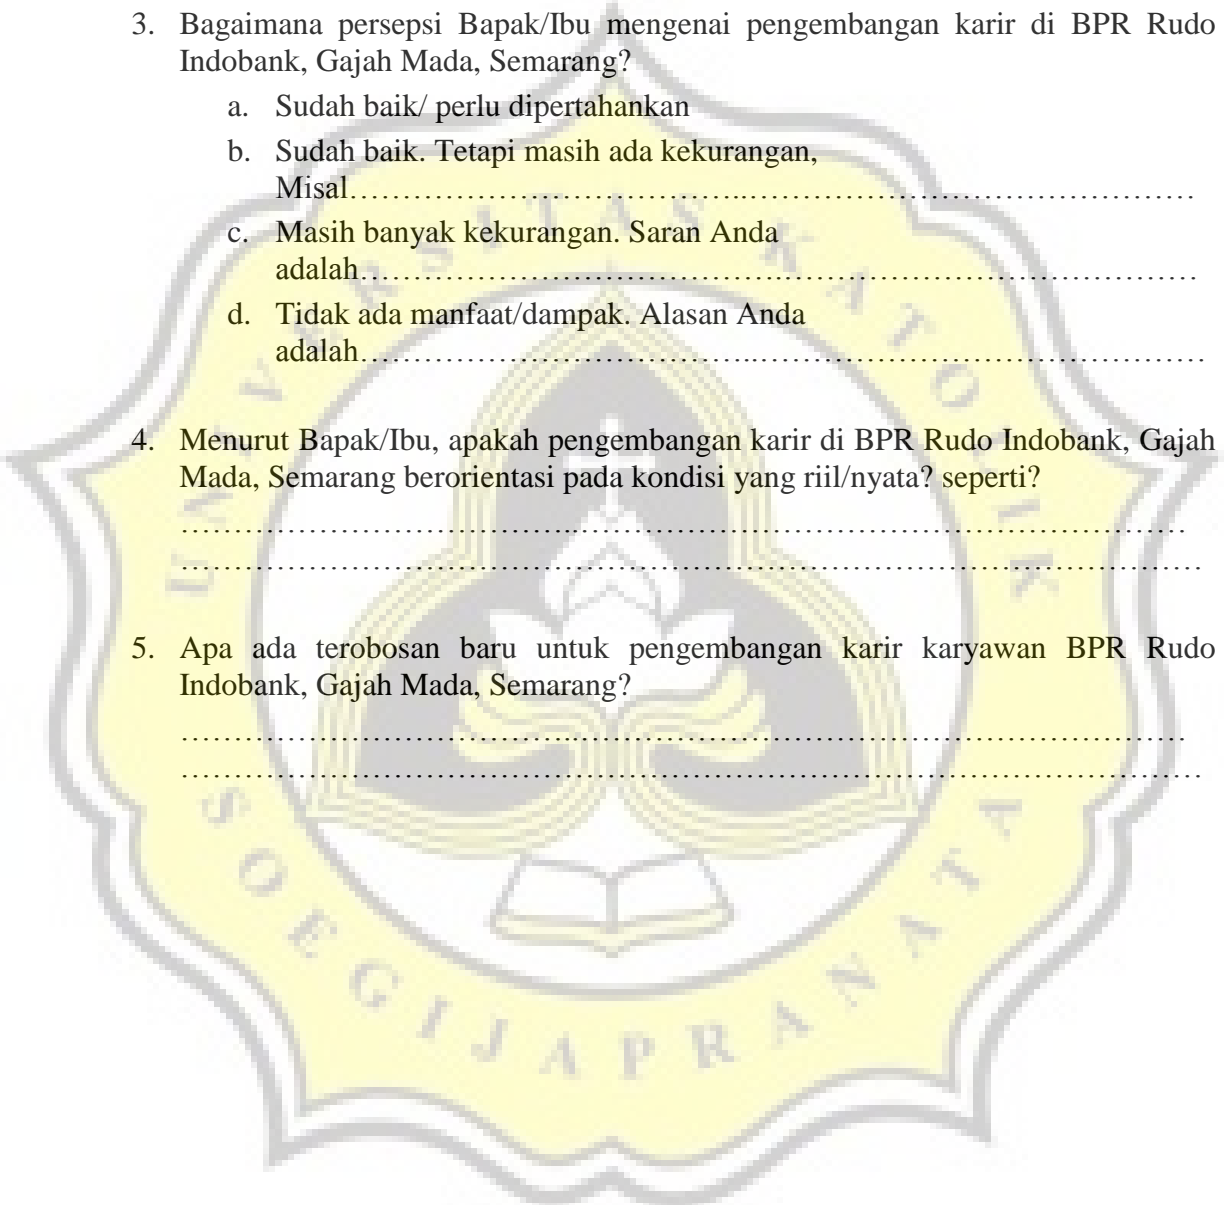 3. Bagaimana persepsi Bapak/Ibu mengenai pengembangan karir di BPR Rudo
Indobank, Gajah Mada, Semarang?
a. Sudah baik/ perlu dipertahankan
b. Sudah baik. Tetapi masih ada kekurangan,
Misal……………………………………..…………………………………………
c. Masih banyak kekurangan. Saran Anda
adalah………………………………………..………………………………………
d. Tidak ada manfaat/dampak. Alasan Anda
adalah……………………………………..…………………………………………
4. Menurut Bapak/Ibu, apakah pengembangan karir di BPR Rudo Indobank, Gajah
Mada, Semarang berorientasi pada kondisi yang riil/nyata? seperti?
……………………………………………………………………………………………
……………………………………………………………………………………………
5. Apa ada terobosan baru untuk pengembangan karir karyawan BPR Rudo
Indobank, Gajah Mada, Semarang?
……………………………………………………………………………………………
……………………………………………………………………………………………
UNIVERSITAS KATOLIK
SOEGIJAPRANATA